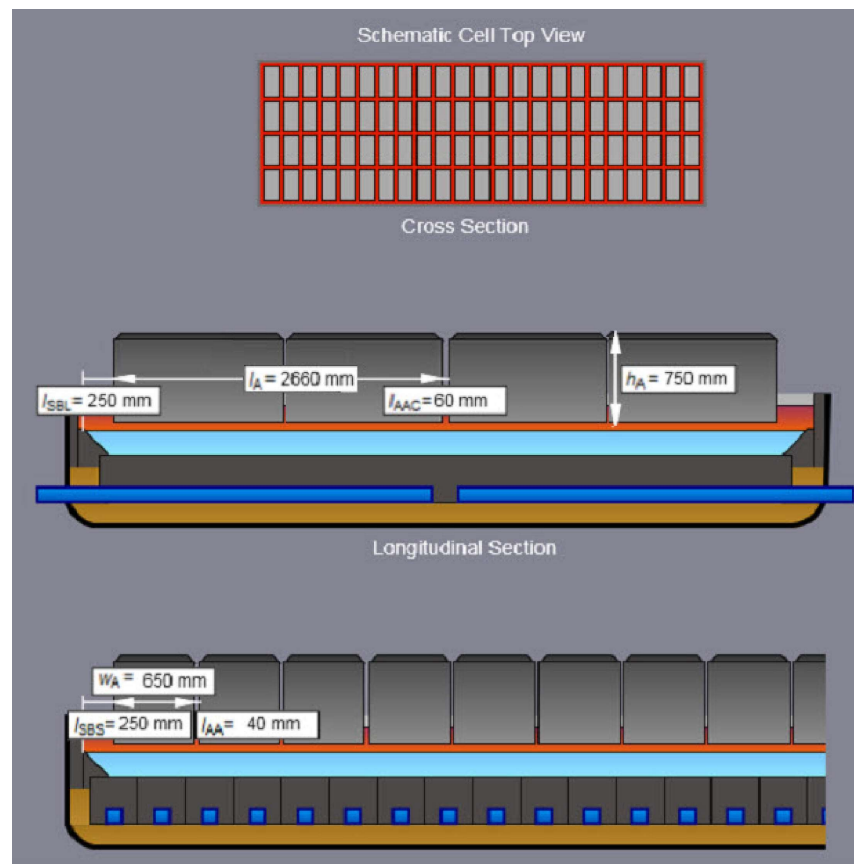 Schematic Cell Top View
Cross Section
lA = 2660 mm
hA = 750 mm
lSBL = 250 mm
lAAC=60 mm
Longitudinal Section
wA = 650 mm
lSBS=250 mm
lAA= 40 mm